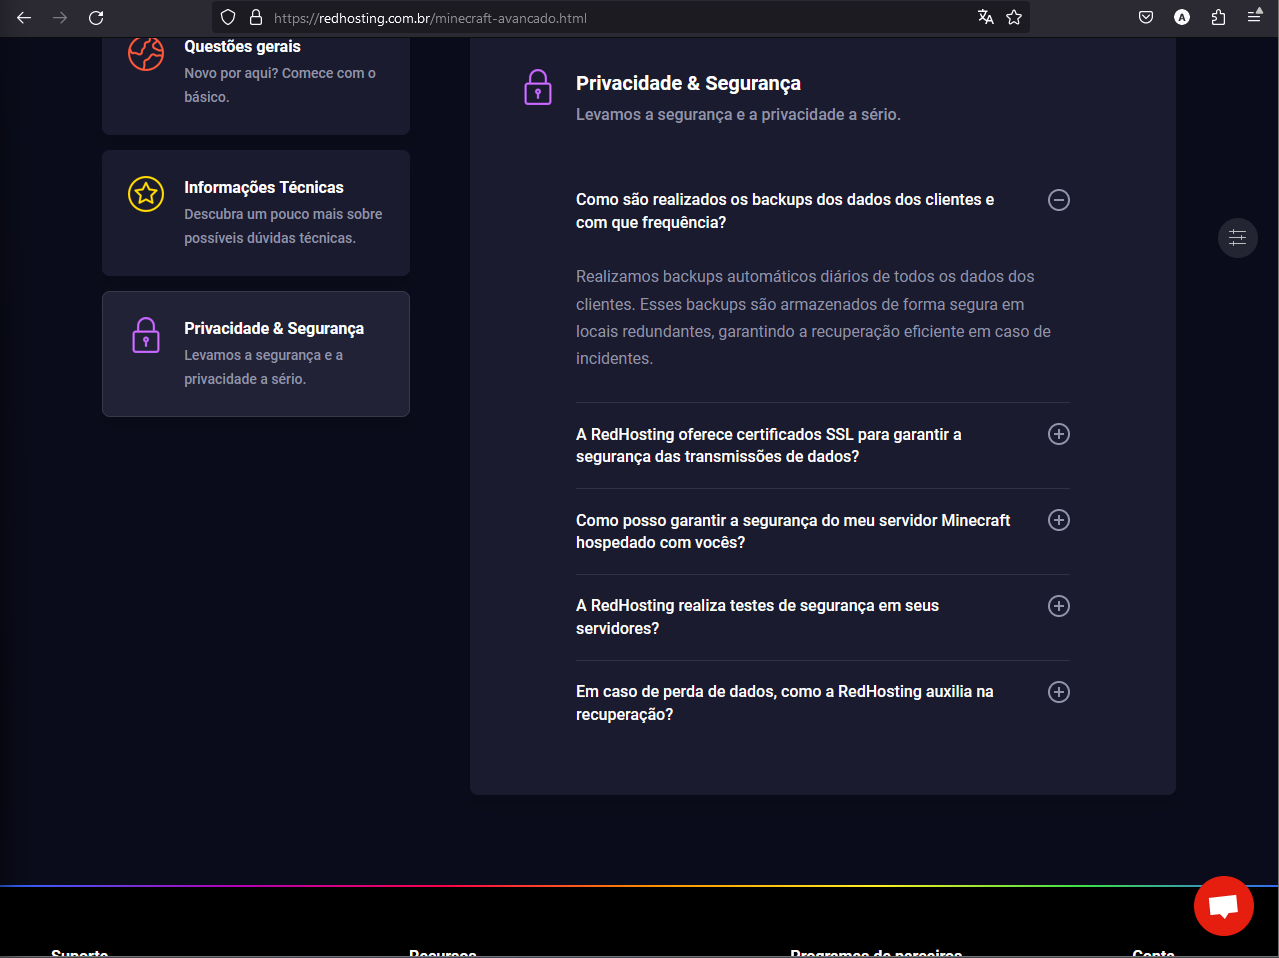 https://redhosting.com.br/minecraft-avancado.html
A
Questões gerais
Novo por aqui? Comece com o
básico.
Informações Técnicas
Descubra um pouco mais sobre
possíveis dúvidas técnicas.
Privacidade & Segurança
Levamos a segurança e a
privacidade a sério.
Privacidade & Segurança
Levamos a segurança e a privacidade a sério.
Como são realizados os backups dos dados dos clientes e
com que frequência?
Realizamos backups automáticos diários de todos os dados dos
clientes. Esses backups são armazenados de forma segura em
locais redundantes, garantindo a recuperação eficiente em caso de
incidentes.
A RedHosting oferece certificados SSL para garantir a
segurança das transmissões de dados?
Como posso garantir a segurança do meu servidor Minecraft
hospedado com vocês?
A RedHosting realiza testes de segurança em seus
servidores?
Em caso de perda de dados, como a RedHosting auxilia na
recuperação?
Suporte
Recursos
Programas de parceiros
Conta